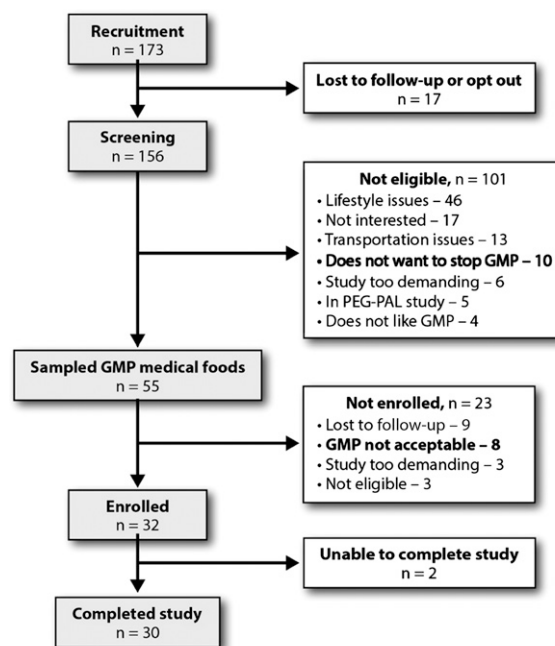 Recruitment
n = 173
Lost to follow-up or opt out
n = 17
Screening
n = 156
Not eligible, n = 101
• Lifestyle issues – 46
• Not interested – 17
• Transportation issues – 13
• Does not want to stop GMP – 10
• Study too demanding – 6
• In PEG-PAL study – 5
• Does not like GMP – 4
Sampled GMP medical foods
n = 55
Not enrolled, n = 23
• Lost to follow-up – 9
• GMP not acceptable – 8
• Study too demanding – 3
• Not eligible – 3
Enrolled
n = 32
Unable to complete study
n = 2
Completed study
n = 30